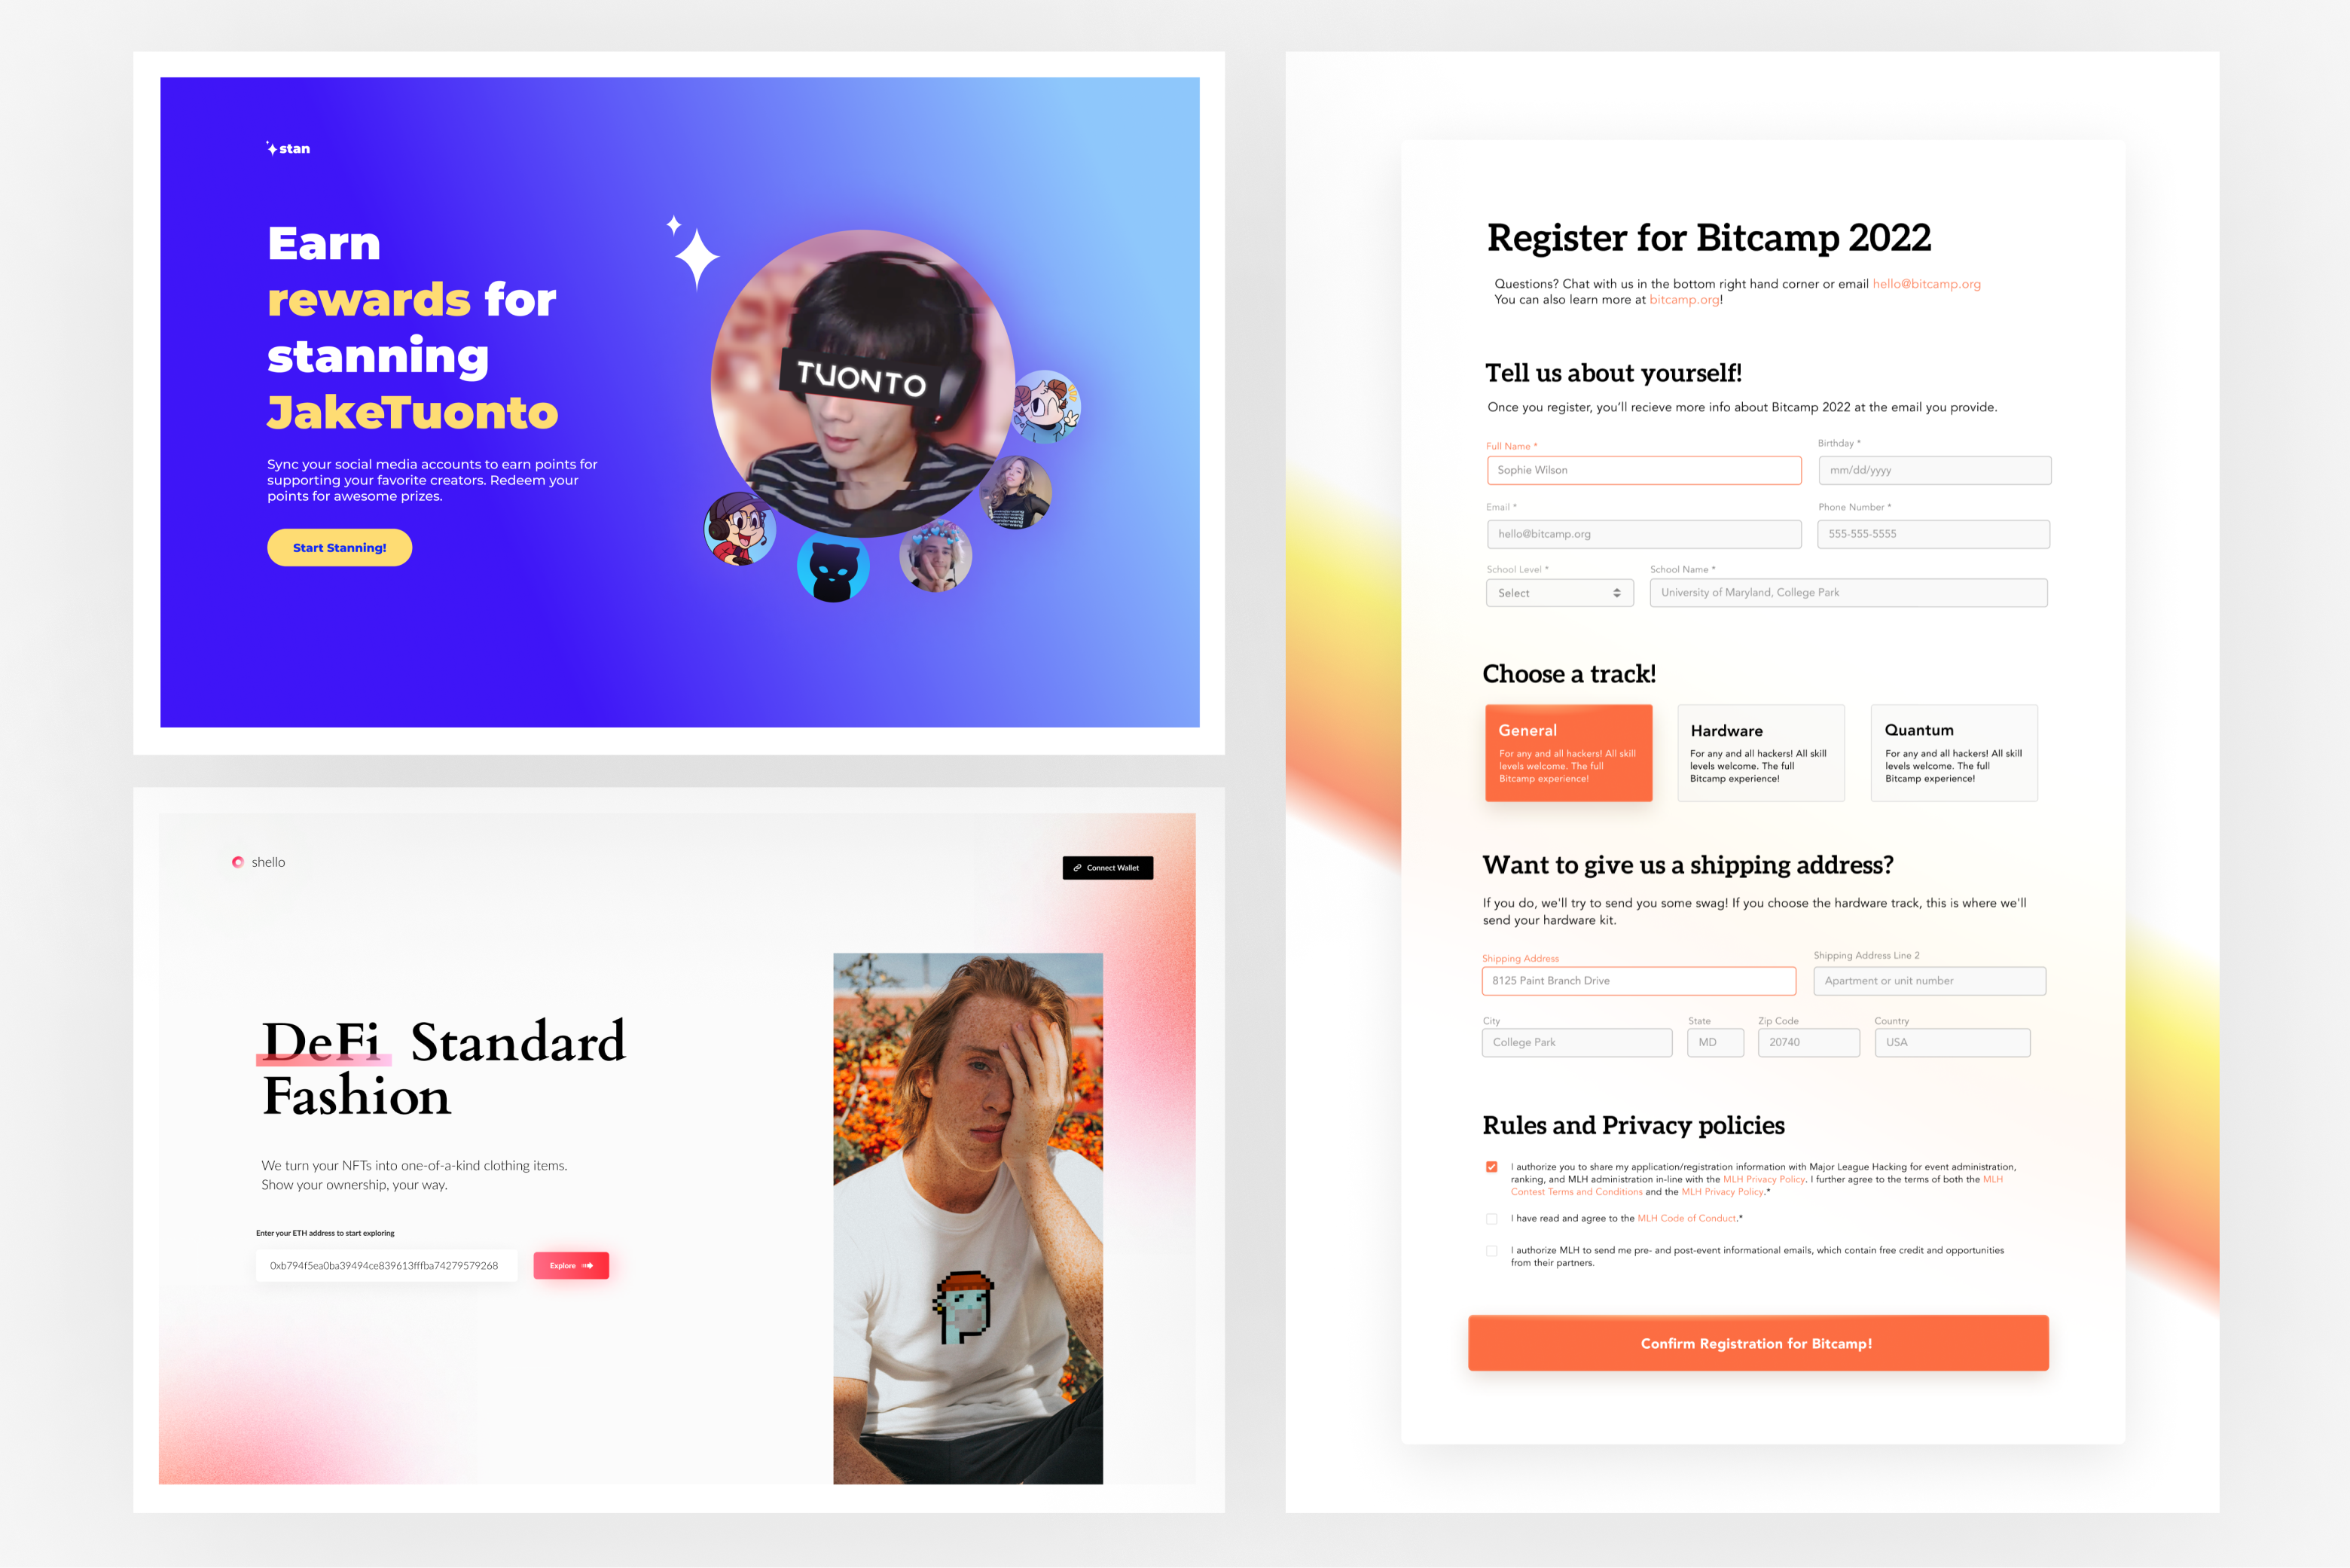 stan
Earn
rewards for
stanning
JakeTuonto
Sync your social media accounts to earn points for
supporting your favorite creators. Redeem your
points for awesome prizes.
Start Stanning!
TUONTO
shello
Connect Wallet
DeFi Standard
Fashion
We turn your NFTs into one-of-a-kind clothing items.
Show your ownership, your way.
Enter your ETH address to start exploring
0xb794f5ea0ba39494ce839613fffba74279579268
Explore
Register for Bitcamp 2022
Questions? Chat with us in the bottom right hand corner or email hello@bitcamp.org
You can also learn more at bitcamp.org!
Tell us about yourself!
Once you register, you'll recieve more info about Bitcamp 2022 at the email you provide.
Full Name *
Birthday *
Sophie Wilson
mm/dd/yyyy
Email *
Phone Number *
hello@bitcamp.org
555-555-5555
School Level *
School Name *
Select
University of Maryland, College Park
Choose a track!
General
For any and all hackers! All skill
levels welcome. The full
Bitcamp experience!
Hardware
For any and all hackers! All skill
levels welcome. The full
Bitcamp experience!
Quantum
For any and all hackers! All skill
levels welcome. The full
Bitcamp experience!
Want to give us a shipping address?
If you do, we'll try to send you some swag! If you choose the hardware track, this is where we'll
send your hardware kit.
Shipping Address
Shipping Address Line 2
8125 Paint Branch Drive
Apartment or unit number
City
State
Zip Code
Country
College Park
MD
20740
USA
Rules and Privacy policies
I authorize you to share my application/registration information with Major League Hacking for event administration,
ranking, and MLH administration in-line with the MLH Privacy Policy. I further agree to the terms of both the MLH
Contest Terms and Conditions and the MLH Privacy Policy.*
I have read and agree to the MLH Code of Conduct.*
I authorize MLH to send me pre- and post-event informational emails, which contain free credit and opportunities
from their partners.
Confirm Registration for Bitcamp!